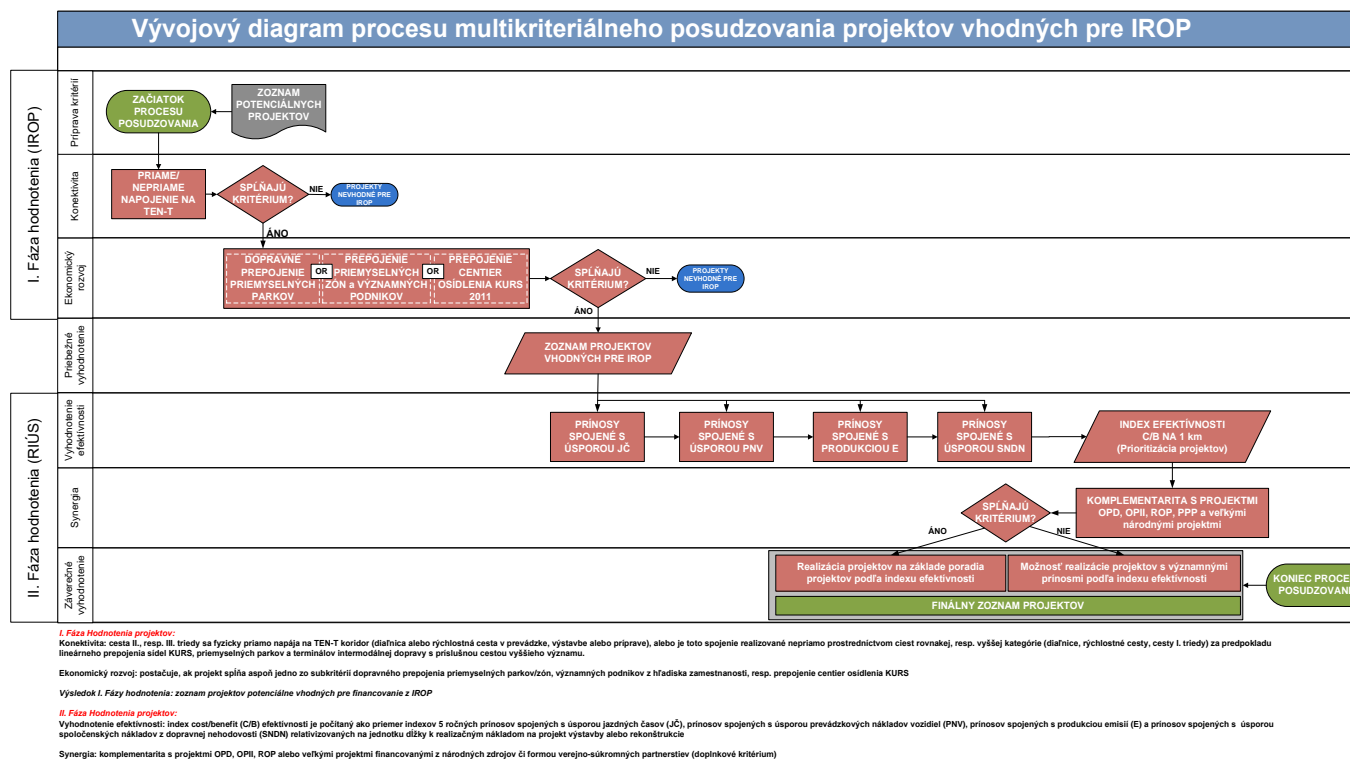 Vývojový diagram procesu multikriteriálneho posudzovania projektov vhodných pre IROP
I. Fáza hodnotenia (IROP)
Príprava kritérií
ZAČIATOK
PROCESU
POSUDZOVANIA
ZOZNAM
POTENCIÁLNYCH
PROJEKTOV
Konektivita
PRIAME/
NEPRIAME
NAPOJENIE NA
TEN-T
SPĹŇAJÚ
KRITÉRIUM?
NIE
PROJEKTY
NEVHODNÉ PRE
IROP
ÁNO
Ekonomický
rozvoj
DOPRAVNE
PREPOJENIE
PRIEMYSELNÝCH
PARKOV
OR
PREPOJENIE
PRIEMYSELNÝCH
ZÓN a VÝZNAMNÝCH
PODNIKOV
OR
PREPOJENIE
CENTIER
OSÍDLENIA KURS
2011
SPĹŇAJÚ
KRITÉRIUM?
NIE
PROJEKTY
NEVHODNÉ PRE
IROP
ÁNO
Priebežné
vyhodnotenie
ZOZNAM PROJEKTOV
VHODNÝCH PRE IROP
II. Fáza hodnotenia (RIÚS)
Vyhodnotenie
efektívnosti
PRÍNOSY
SPOJENÉ S
ÚSPOROU JČ
PRÍNOSY
SPOJENÉ S
ÚSPOROU PNV
PRÍNOSY
SPOJENÉ S
PRODUKCIOU E
PRÍNOSY
SPOJENÉ S
ÚSPOROU SNDN
INDEX EFEKTÍVNOSTI
C/B NA 1 km
(Prioritizácia projektov)
Synergia
SPĹŇAJÚ
KRITÉRIUM?
KOMPLEMENTARITA S PROJEKTMI
OPD, OPII, ROP, PPP a veľkými
národnými projektmi
ÁNO
NIE
Záverečné
vyhodnotenie
Realizácia projektov na základe poradia
projektov podľa indexu efektívnosti
Možnosť realizácie projektov s významnými
prinosmi podľa indexu efektívnosti
FINÁLNY ZOZNAM PROJEKTOV
KONIEC PROCE
POSUDZOVANI
I. Fáza Hodnotenia projektov:
Konektivita: cesta II., resp. III. triedy sa fyzicky priamo napája na TEN-T koridor (diaľnica alebo rýchlostná cesta v prevádzke, výstavbe alebo príprave), alebo je toto spojenie realizované nepriamo prostredníctvom ciest rovnakej, resp. vyššej kategórie (diaľnice, rýchlostné cesty, cesty I. triedy) za predpokladu
lineárneho prepojenia sídel KURS, priemyselných parkov a terminálov intermodálnej dopravy s príslušnou cestou vyššieho významu.
Ekonomický rozvoj: postačuje, ak projekt spĺňa aspoň jedno zo subkritérií dopravného prepojenia priemyselných parkov/zón, významných podnikov z hľadiska zamestnanosti, resp. prepojenie centier osídlenia KURS
Výsledok I. Fázy hodnotenia: zoznam projektov potenciálne vhodných pre financovanie z IROP
II. Fáza Hodnotenia projektov:
Vyhodnotenie efektívnosti: index cost/benefit (C/B) efektívnosti je počítaný ako priemer indexov 5 ročných prínosov spojených s úsporou jazdných časov (JČ), prínosov spojených s úsporou prevádzkových nákladov vozidiel (PNV), prínosov spojených s produkciou emisií (E) a prínosov spojených s úsporou
spoločenských nákladov z dopravnej nehodovosti (SNDN) relativizovaných na jednotku dĺžky k realizačným nákladom na projekt výstavby alebo rekonštrukcie
Synergia: komplementarita s projektmi OPD, OPII, ROP alebo veľkými projektmi financovanými z národných zdrojov či formou verejno-súkromných partnerstiev (doplnkové kritérium)